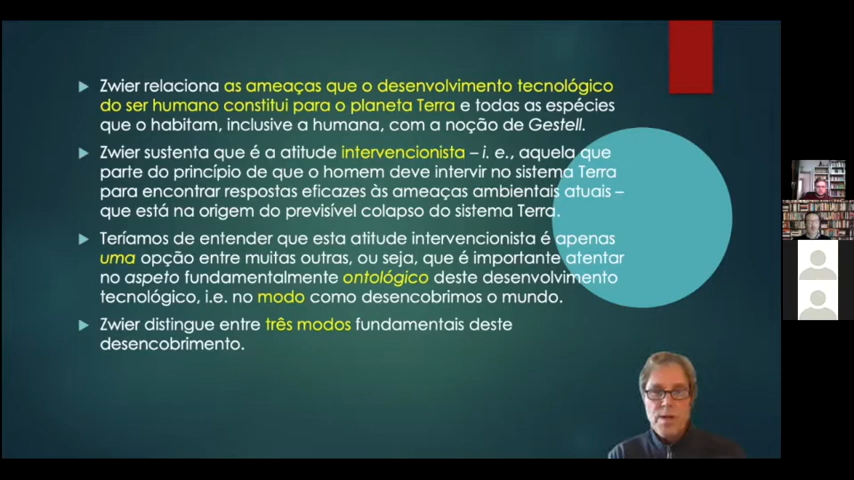 Zwier relaciona as ameaças que o desenvolvimento tecnológico
do ser humano constitui para o planeta Terra e todas as espécies
que o habitam, inclusive a humana, com a noção de Gestell.
Zwier sustenta que é a atitude intervencionista – i. e., aquela que
parte do princípio de que o homem deve intervir no sistema Terra
para encontrar respostas eficazes às ameaças ambientais atuais –
que está na origem do previsível colapso do sistema Terra.
Teríamos de entender que esta atitude intervencionista é apenas
uma opção entre muitas outras, ou seja, que é importante atentar
no aspeto fundamentalmente ontológico deste desenvolvimento
tecnológico, i.e. no modo como desencobrimos o mundo.
Zwier distingue entre três modos fundamentais deste
desencobrimento.